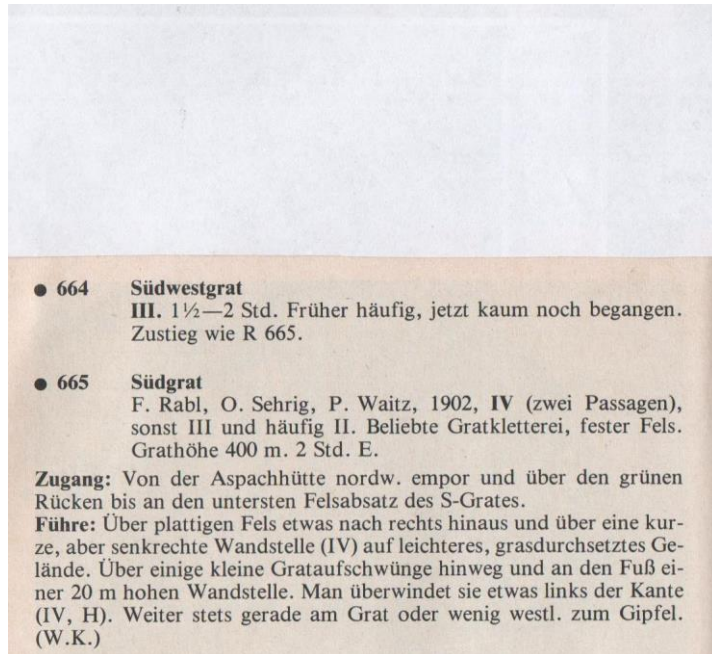 ● 664 Südwestgrat
III. 1½—2 Std. Früher häufig, jetzt kaum noch begangen.
Zustieg wie R 665.
● 665 Südgrat
F. Rabl, O. Sehrig, P. Waitz, 1902, IV (zwei Passagen),
sonst III und häufig II. Beliebte Gratkletterei, fester Fels.
Grathöhe 400 m. 2 Std. E.
Zugang: Von der Aspachhütte nordw. empor und über den grünen
Rücken bis an den untersten Felsabsatz des S-Grates.
Führe: Über plattigen Fels etwas nach rechts hinaus und über eine kur-
ze, aber senkrechte Wandstelle (IV) auf leichteres, grasdurchsetztes Ge-
lände. Über einige kleine Grataufschwünge hinweg und an den Fuß ei-
ner 20 m hohen Wandstelle. Man überwindet sie etwas links der Kante
(IV, H). Weiter stets gerade am Grat oder wenig westl. zum Gipfel.
(W.K.)